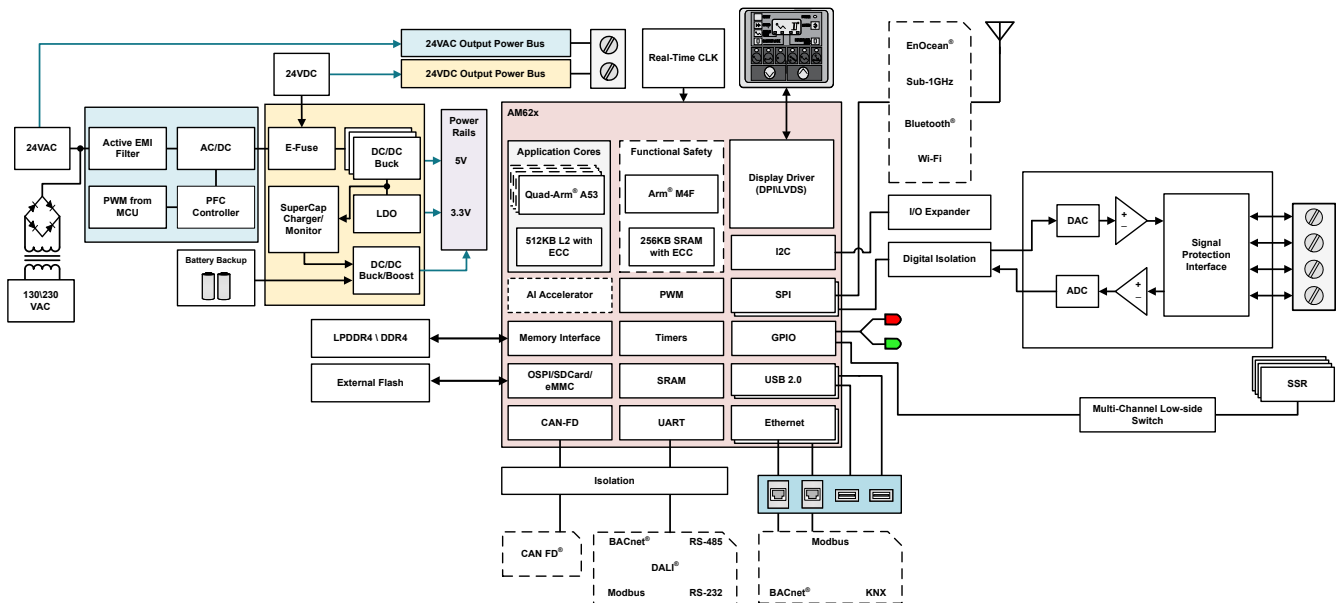 24VAC Output Power Bus
24VDC Output Power Bus
24VDC
Real-Time CLK
EnOcean®
Sub-1GHz
Bluetooth®
Wi-Fi
24VAC
Active EMI
Filter
AC/DC
PWM from
MCU
PFC
Controller
E-Fuse
DC/DC
Buck
SuperCap
Charger/
Monitor
LDO
DC/DC
Buck/Boost
Power
Rails
5V
3.3V
Battery Backup
130\230
VAC
AM62x
Application Cores
Quad-Arm® A53
512KB L2 with
ECC
Functional Safety
Arm® M4F
256KB SRAM
with ECC
Display Driver
(DPI\LVDS)
I2C
AI Accelerator
PWM
SPI
Memory Interface
Timers
GPIO
OSPI/SDCard/
eMMC
SRAM
USB 2.0
CAN-FD
UART
Ethernet
LPDDR4 \ DDR4
External Flash
I/O Expander
Digital Isolation
DAC
+
−
ADC
+
−
Signal
Protection
Interface
SSR
Multi-Channel Low-side
Switch
Isolation
CAN FD®
BACnet®
RS-485
DALI®
Modbus
RS-232
Modbus
BACnet®
KNX